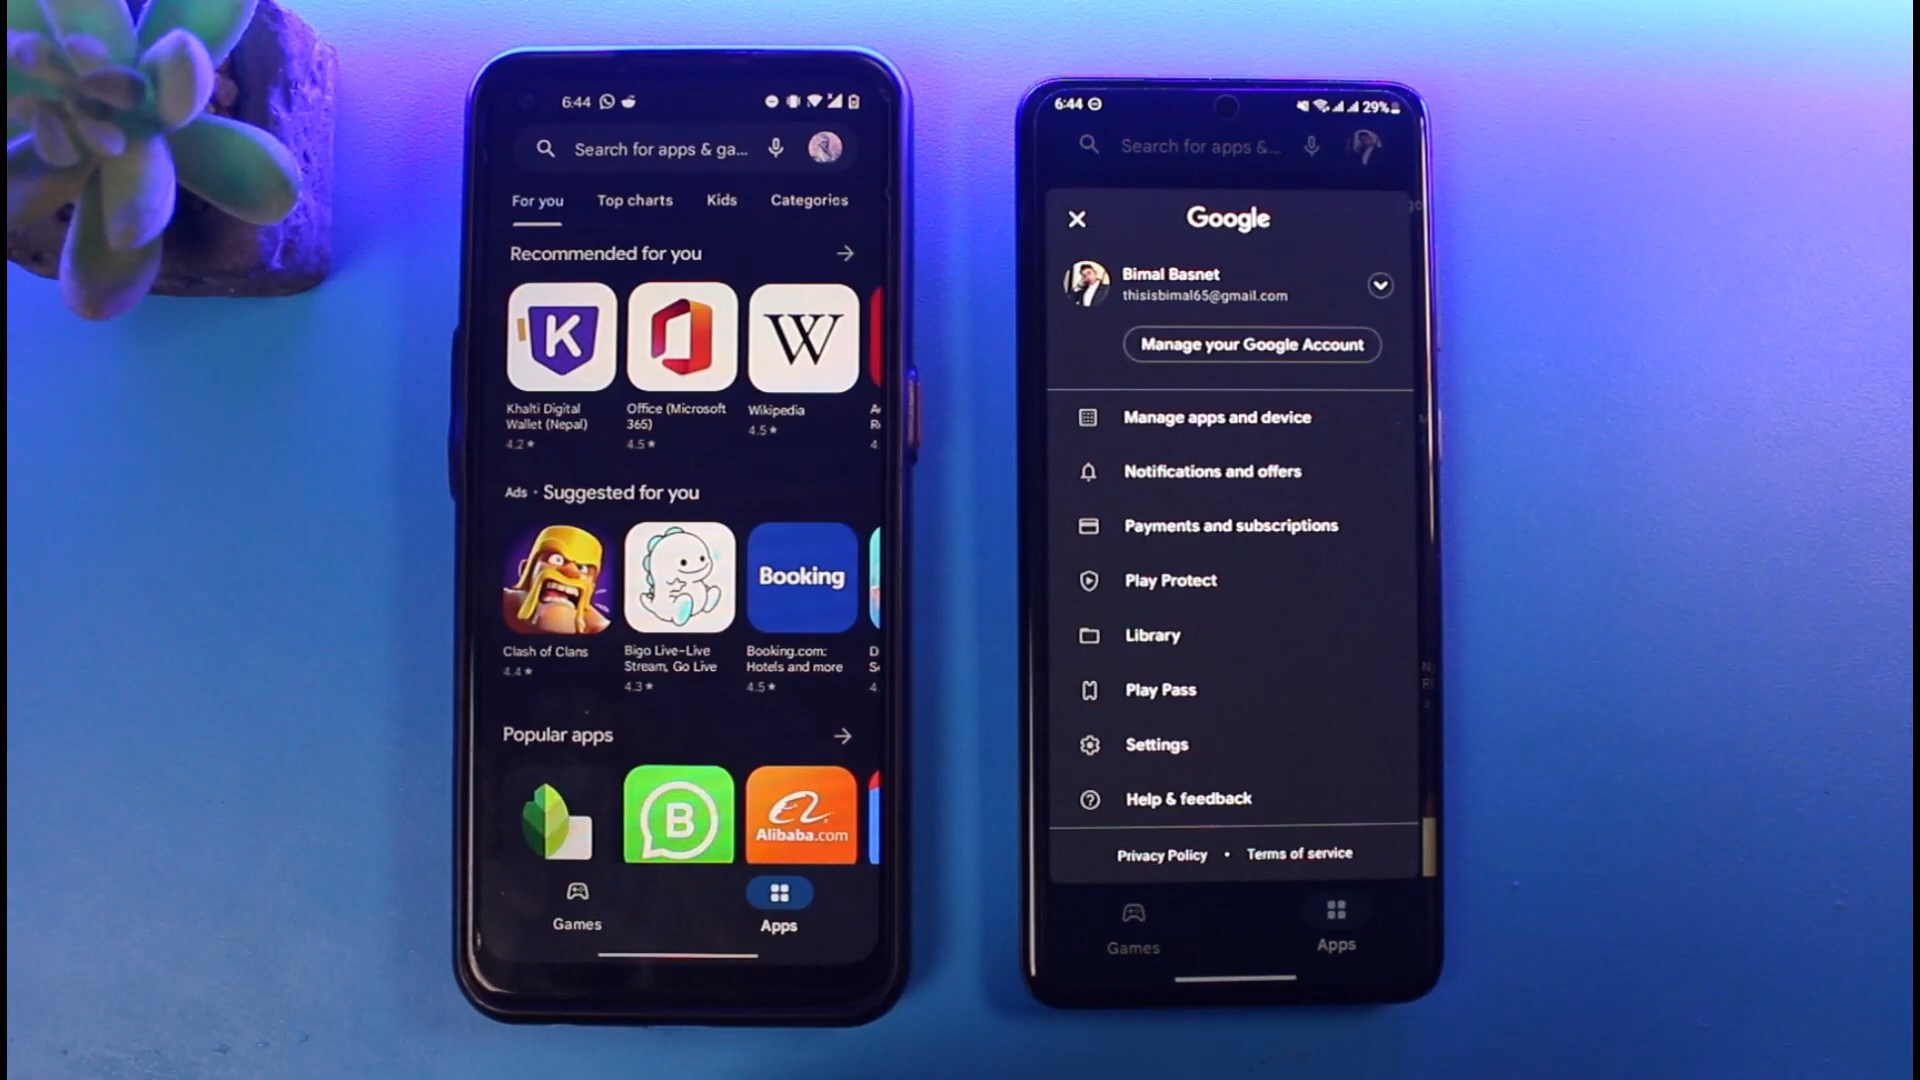 6:44
Search for apps & ga...
For you
Top charts
Kids
Categories
Recommended for you
K
W
Khalti Digital
Wallet (Nepal)
4.2★
Office (Microsoft
365)
4.5★
Wikipedia
4.5★
Ads • Suggested for you
Booking
Clash of Clans
4.4★
Bigo Live-Live
Stream, Go Live
4.3★
Booking.com:
Hotels and more
4.5★
Popular apps
B
Alibaba.com
Games
Apps
6:44
29%
Search for apps &...
Google
Bimal Basnet
thisisbimal65@gmail.com
Manage your Google Account
Manage apps and device
Notifications and offers
Payments and subscriptions
Play Protect
Library
Play Pass
Settings
Help & feedback
Privacy Policy • Terms of service
Games
Apps